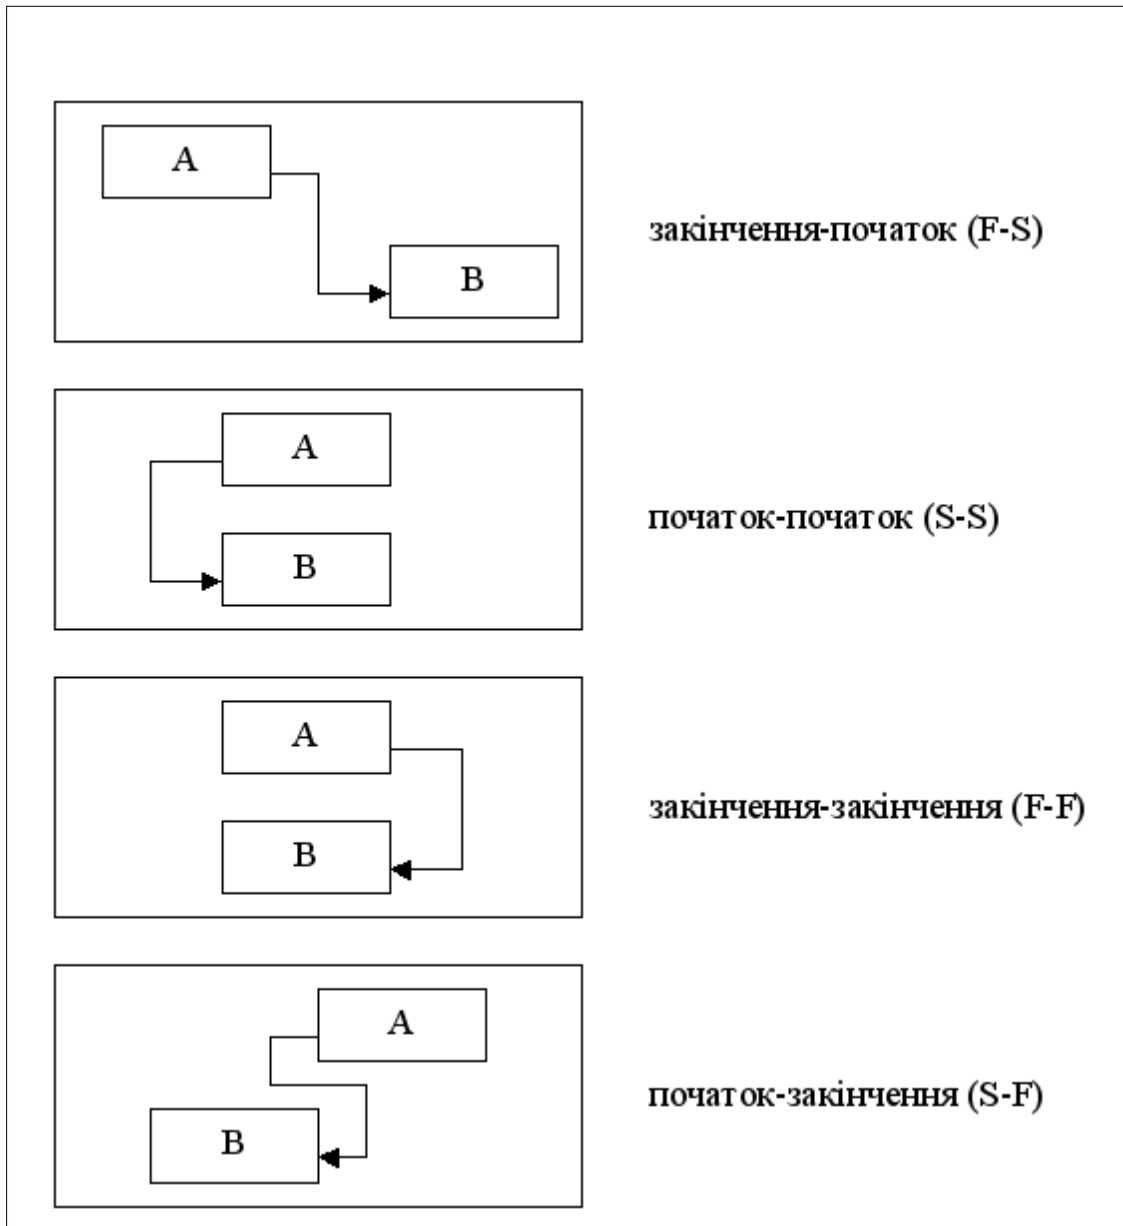 A
закінчення-початок (F-S)
B
A
початок-початок (S-S)
B
A
закінчення-закінчення (F-F)
B
A
початок-закінчення (S-F)
B